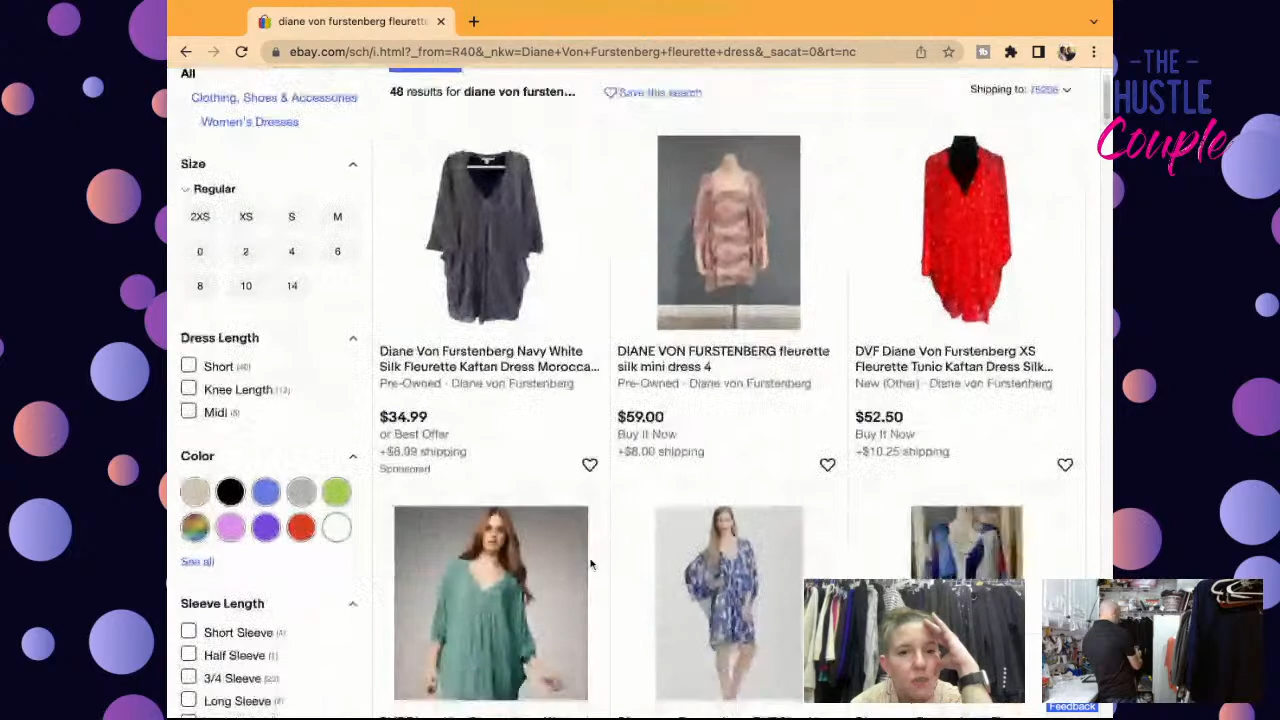 diane von furstenberg fleurette
ebay.com/sch/i.html?_from=R40&_nkw=Diane+Von+Furstenberg+fleurette+dress&_sacat=0&rt=nc
-THE-
HUSTLE
Couple
All
Clothing, Shoes & Accessories
Women's Dresses
48 results for diane von fursten...
Save this search
Shipping to: 75206
Size
Regular
2XS XS S M
0 2 4 6
8 10 14
Dress Length
Short (40)
Knee Length
Midi
Color
See all
Sleeve Length
Short Sleeve
Half Sleeve (1)
3/4 Sleeve
Long Sleeve
Diane Von Furstenberg Navy White
Silk Fleurette Kaftan Dress Morocca...
Pre-Owned · Diane von Furstenberg
$34.99
or Best Offer
+$6.99 shipping
Sponsored
DIANE VON FURSTENBERG fleurette
silk mini dress 4
Pre-Owned · Diane von Furstenberg
$59.00
Buy It Now
+$8.00 shipping
DVF Diane Von Furstenberg XS
Fleurette Tunic Kaftan Dress Silk...
New (Other) · Diane von Furstenberg
$52.50
Buy It Now
+$10.25 shipping
Feedback